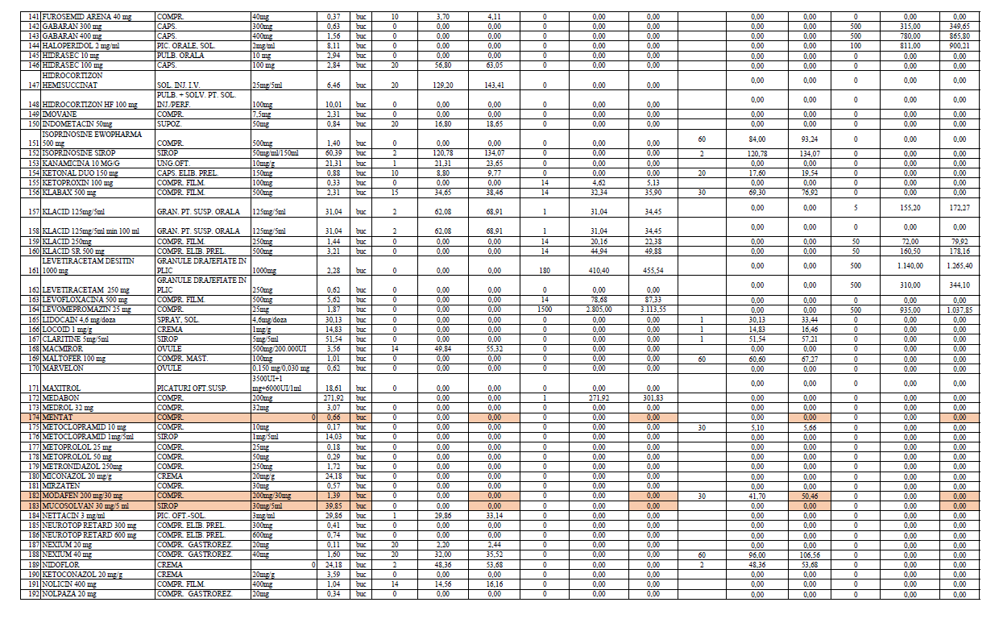 141 FUROSEMID ARENA 40 mg COMPR. 40mg 0,37 buc 10 3,70 4,11 0 0,00 0,00 0,00 0,00 0 0,00 0,00
142 GABARAN 300 mg CAPS. 300mg 0,63 buc 0 0,00 0,00 0 0,00 0,00 0,00 0,00 500 315,00 349,65
143 GABARAN 400 mg CAPS. 400mg 1,56 buc 0 0,00 0,00 0 0,00 0,00 0,00 0,00 500 780,00 865,80
144 HALOPERIDOL 2 mg/ml PIC. ORALE, SOL. 2mg/ml 8,11 buc 0 0,00 0,00 0 0,00 0,00 0,00 0,00 100 811,00 900,21
145 HIDRASEC 10 mg PULB. ORALA 10 mg 2,94 buc 0 0,00 0,00 0 0,00 0,00 0,00 0,00 0 0,00 0,00
146 HIDRASEC 100 mg CAPS. 100 mg 2,84 buc 20 56,80 63,05 0 0,00 0,00 0,00 0,00 0 0,00 0,00
HIDROCORTIZON
147 HEMISUCCINAT SOL. INJ. I.V. 25mg/5ml 6,46 buc 20 129,20 143,41 0 0,00 0,00 0,00 0,00 0 0,00 0,00
PULB. + SOLV. PT. SOL.
148 HIDROCORTIZON HF 100 mg INJ./PERF. 100mg 10,01 buc 0 0,00 0,00 0 0,00 0,00 0,00 0,00 0 0,00 0,00
149 IMOVANE COMPR. 7,5mg 2,31 buc 0 0,00 0,00 0 0,00 0,00 0,00 0,00 0 0,00 0,00
150 INDOMETACIN 50mg SUPOZ. 50mg 0,84 buc 20 16,80 18,65 0 0,00 0,00 0,00 0,00 0 0,00 0,00
ISOPRINOSINE EWOPHARMA
151 500 mg COMPR. 500mg 1,40 buc 0 0,00 0,00 0 0,00 0,00 60 84,00 93,24 0 0,00 0,00
152 ISOPRINOSINE SIROP SIROP 50mg/ml/150ml 60,39 buc 2 120,78 134,07 0 0,00 0,00 2 120,78 134,07 0 0,00 0,00
153 KANAMICINA 10 MG/G UNG.OFT. 10mg/g 21,31 buc 1 21,31 23,65 0 0,00 0,00 0,00 0,00 0 0,00 0,00
154 KETONAL DUO 150 mg CAPS. ELIB. PREL. 150mg 0,88 buc 10 8,80 9,77 0 0,00 0,00 20 17,60 19,54 0 0,00 0,00
155 KETOPROXIN 100 mg COMPR. FILM. 100mg 0,33 buc 0 0,00 0,00 14 4,62 5,13 0,00 0,00 0 0,00 0,00
156 KLABAX 500 mg COMPR. FILM. 500mg 2,31 buc 15 34,65 38,46 14 32,34 35,90 30 69,30 76,92 0 0,00 0,00
157 KLACID 125mg/5ml GRAN. PT. SUSP. ORALA 125mg/5ml 31,04 buc 2 62,08 68,91 1 31,04 34,45 0,00 0,00 5 155,20 172,27
158 KLACID 125mg/5ml min 100 ml GRAN. PT. SUSP. ORALA 125mg/5ml 31,04 buc 2 62,08 68,91 1 31,04 34,45 0,00 0,00 0 0,00 0,00
159 KLACID 250mg COMPR. FILM. 250mg 1,44 buc 0 0,00 0,00 14 20,16 22,38 0,00 0,00 50 72,00 79,92
160 KLACID SR 500 mg COMPR. ELIB. PREL. 500mg 3,21 buc 0 0,00 0,00 14 44,94 49,88 0,00 0,00 50 160,50 178,16
LEVETIRACETAM DESITIN GRANULE DRAJEFIATE IN
161 1000 mg PLIC 1000mg 2,28 buc 0 0,00 0,00 180 410,40 455,54 0,00 0,00 500 1.140,00 1.265,40
GRANULE DRAJEFIATE IN
162 LEVETIRACETAM 250 mg PLIC 250mg 0,62 buc 0 0,00 0,00 0 0,00 0,00 0,00 0,00 500 310,00 344,10
163 LEVOFLOXACINA 500 mg COMPR. FILM. 500mg 5,62 buc 0 0,00 0,00 14 78,68 87,33 0,00 0,00 0 0,00 0,00
164 LEVOMEPROMAZIN 25 mg COMPR. 25mg 1,87 buc 0 0,00 0,00 1500 2.805,00 3.113,55 0,00 0,00 500 935,00 1.037,85
165 LIDOCAIN 4,6 mg/doza SPRAY, SOL. 4,6mg/doza 30,13 buc 0 0,00 0,00 0 0,00 0,00 1 30,13 33,44 0 0,00 0,00
166 LOCOID 1 mg/g CREMA 1mg/g 14,83 buc 0 0,00 0,00 0 0,00 0,00 1 14,83 16,46 0 0,00 0,00
167 CLARITINE 5mg/5ml SIROP 5mg/5ml 51,54 buc 0 0,00 0,00 0 0,00 0,00 1 51,54 57,21 0 0,00 0,00
168 MACMIROR OVULE 500mg/200.000UI 3,56 buc 14 49,84 55,32 0 0,00 0,00 0,00 0,00 0 0,00 0,00
169 MALTOFER 100 mg COMPR. MAST. 100mg 1,01 buc 0 0,00 0,00 0 0,00 0,00 60 60,60 67,27 0 0,00 0,00
170 MARVELON OVULE 0,150 mg/0,030 mg 0,62 buc 0 0,00 0,00 0 0,00 0,00 0,00 0,00 0 0,00 0,00
3500UI+1
171 MAXITROL PICATURI OFT.SUSP. mg+6000UI/1ml 18,61 buc 0 0,00 0,00 0 0,00 0,00 0,00 0,00 0 0,00 0,00
172 MEDABON COMPR. 200mg 271,92 buc 0,00 0,00 1 271,92 301,83 0,00 0,00 0 0,00 0,00
173 MEDROL 32 mg COMPR. 32mg 3,07 buc 0 0,00 0,00 0 0,00 0,00 0,00 0,00 0 0,00 0,00
174 MENTAT COMPR. 0 0,66 buc 0 0,00 0,00 0 0,00 0,00 0,00 0,00 0 0,00 0,00
175 METOCLOPRAMID 10 mg COMPR. 10mg 0,17 buc 0 0,00 0,00 0 0,00 0,00 30 5,10 5,66 0 0,00 0,00
176 METOCLOPRAMID 1mg/5ml SIROP 1mg/5ml 14,03 buc 0 0,00 0,00 0 0,00 0,00 0,00 0,00 0 0,00 0,00
177 METOPROLOL 25 mg COMPR. 25mg 0,18 buc 0 0,00 0,00 0 0,00 0,00 0,00 0,00 0 0,00 0,00
178 METOPROLOL 50 mg COMPR. 50mg 0,29 buc 0 0,00 0,00 0 0,00 0,00 0,00 0,00 0 0,00 0,00
179 METRONIDAZOL 250mg COMPR. 250mg 1,72 buc 0 0,00 0,00 0 0,00 0,00 0,00 0,00 0 0,00 0,00
180 MICONAZOL 20 mg/g CREMA 20mg/g 24,18 buc 0 0,00 0,00 0 0,00 0,00 0,00 0,00 0 0,00 0,00
181 MIRZATEN COMPR. 30mg 0,57 buc 0 0,00 0,00 0 0,00 0,00 0,00 0,00 0 0,00 0,00
182 MODAFEN 200 mg/30 mg COMPR. 200mg/30mg 1,39 buc 0 0,00 0,00 0 0,00 0,00 30 41,70 50,46 0 0,00 0,00
183 MUCOSOLVAN 30 mg/5 ml SIROP 30mg/5ml 39,85 buc 0 0,00 0,00 0 0,00 0,00 0,00 0,00 0 0,00 0,00
184 NETTACIN 3 mg/ml PIC. OFT.-SOL. 3mg/ml 29,86 buc 1 29,86 33,14 0 0,00 0,00 0,00 0,00 0 0,00 0,00
185 NEUROTOP RETARD 300 mg COMPR. ELIB. PREL. 300mg 0,41 buc 0 0,00 0,00 0 0,00 0,00 0,00 0,00 0 0,00 0,00
186 NEUROTOP RETARD 600 mg COMPR. ELIB. PREL. 600mg 0,74 buc 0 0,00 0,00 0 0,00 0,00 0,00 0,00 0 0,00 0,00
187 NEXIUM 20 mg COMPR. GASTROREZ. 20mg 0,11 buc 20 2,20 2,44 0 0,00 0,00 0,00 0,00 0 0,00 0,00
188 NEXIUM 40 mg COMPR. GASTROREZ. 40mg 1,60 buc 20 32,00 35,52 0 0,00 0,00 60 96,00 106,56 0 0,00 0,00
189 NIDOFLOR CREMA 0 24,18 buc 2 48,36 53,68 0 0,00 0,00 2 48,36 53,68 0 0,00 0,00
190 KETOCONAZOL 20 mg/g CREMA 20mg/g 3,59 buc 0 0,00 0,00 0 0,00 0,00 0,00 0,00 0 0,00 0,00
191 NOLICIN 400 mg COMPR. FILM. 400mg 1,04 buc 14 14,56 16,16 0 0,00 0,00 0,00 0,00 0 0,00 0,00
192 NOLPAZA 20 mg COMPR. GASTROREZ. 20mg 0,34 buc 0 0,00 0,00 0 0,00 0,00 0,00 0,00 0 0,00 0,00